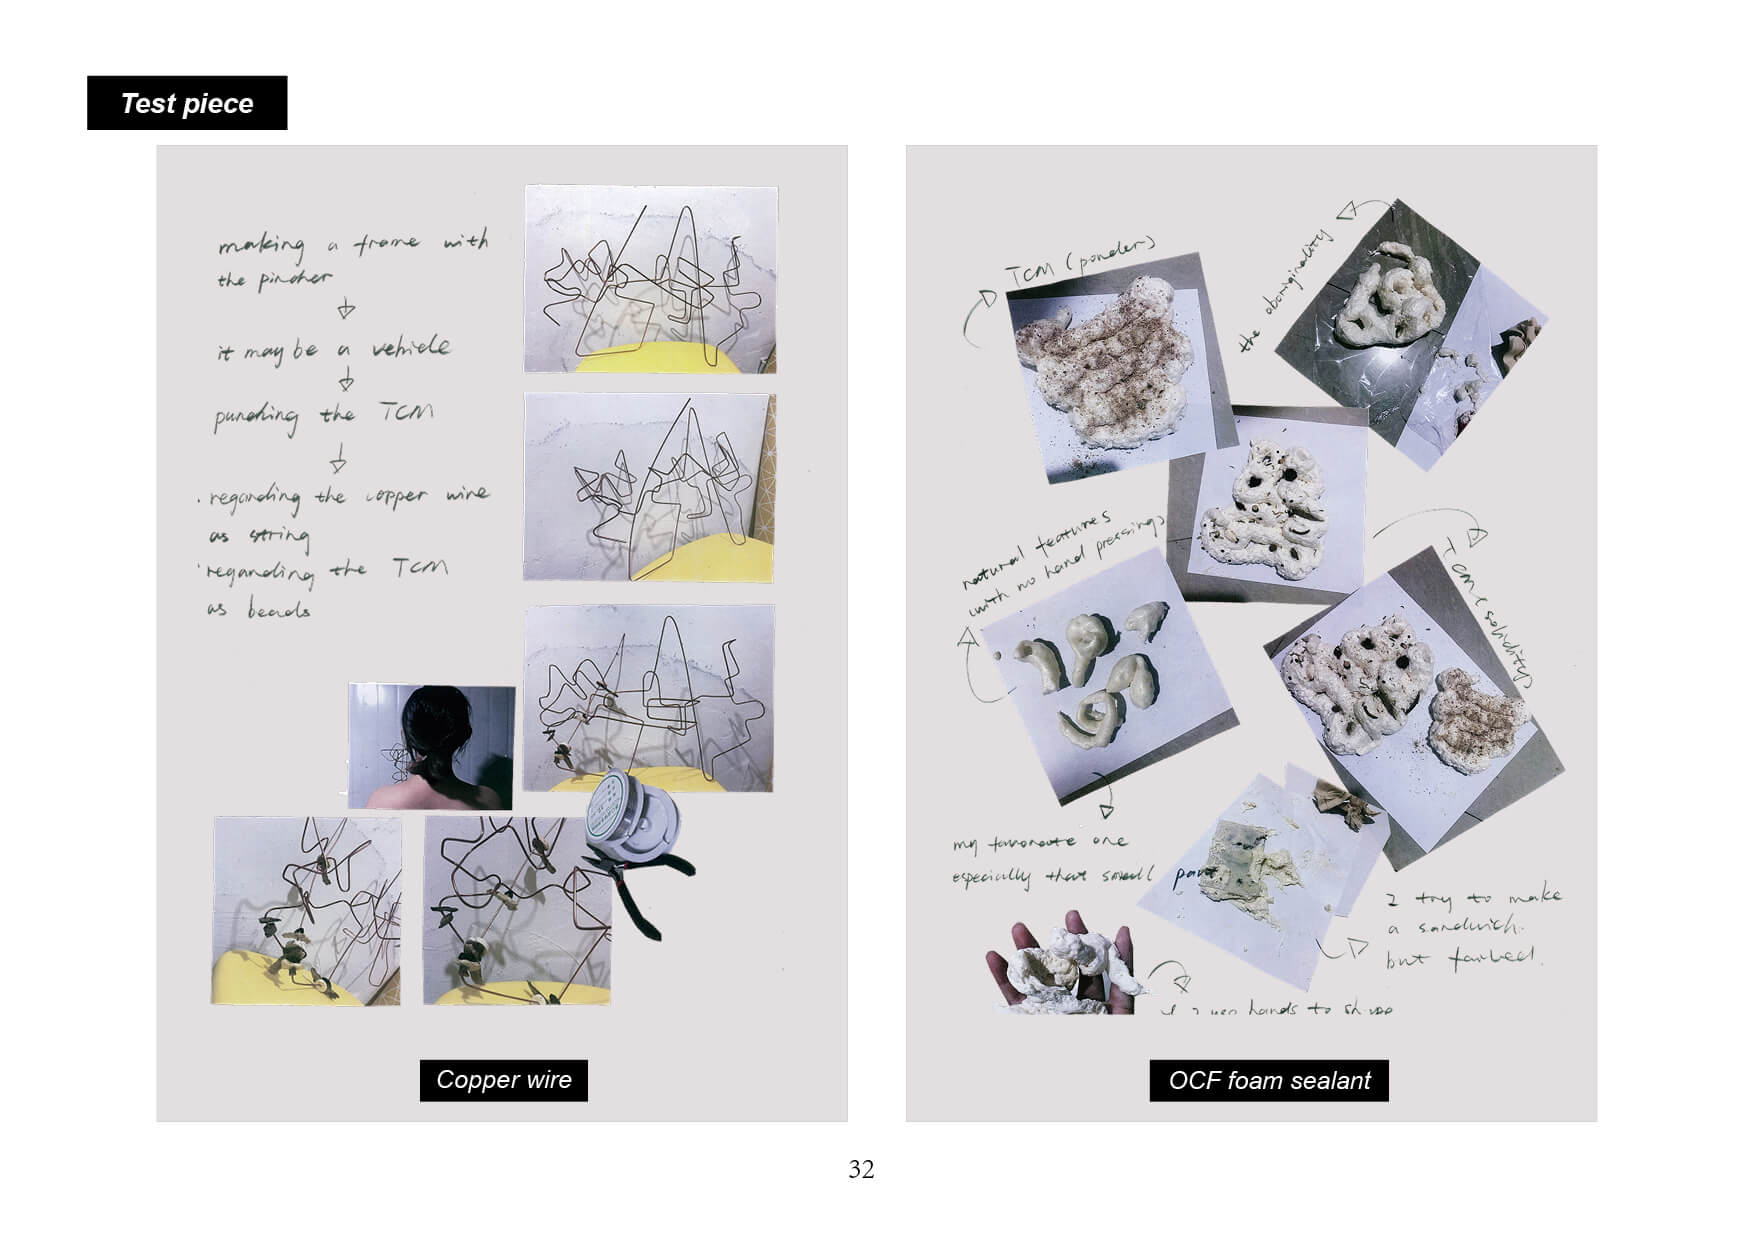 Test piece
making a frame with
the pincher
it may be a vehicle
punching the TCM
. regarding the copper wire
as string
. regarding the TCM
as beads
Copper wire
TCM (powder)
the aboriginality
natural features
with no hand pressing
TCM (solidity)
my favoroute one
especially that small part
I try to make
a sandwich.
but failed.
hands to
OCF foam sealant
32